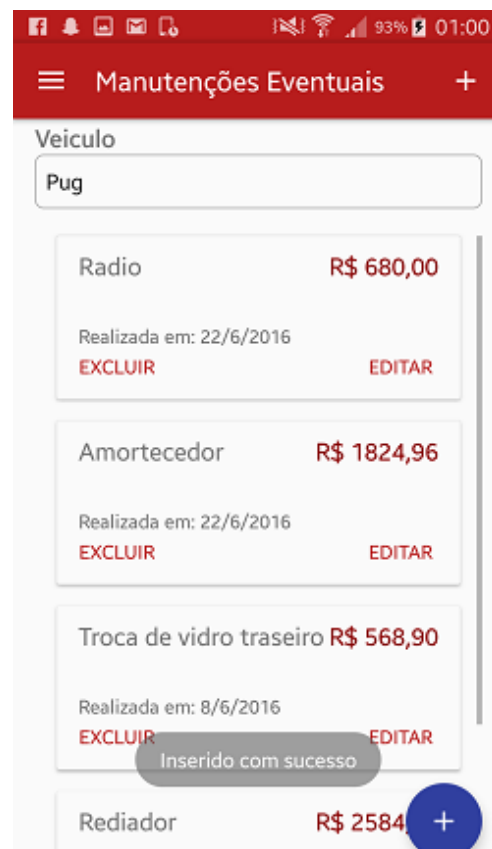 93% 01:00
Manutenções Eventuais +
Veiculo
Pug
Radio R$ 680,00
Realizada em: 22/6/2016
EXCLUIR EDITAR
Amortecedor R$ 1824,96
Realizada em: 22/6/2016
EXCLUIR EDITAR
Troca de vidro traseiro R$ 568,90
Realizada em: 8/6/2016
EXCLUIR EDITAR
Inserido com sucesso
Rediador R$ 2584, +